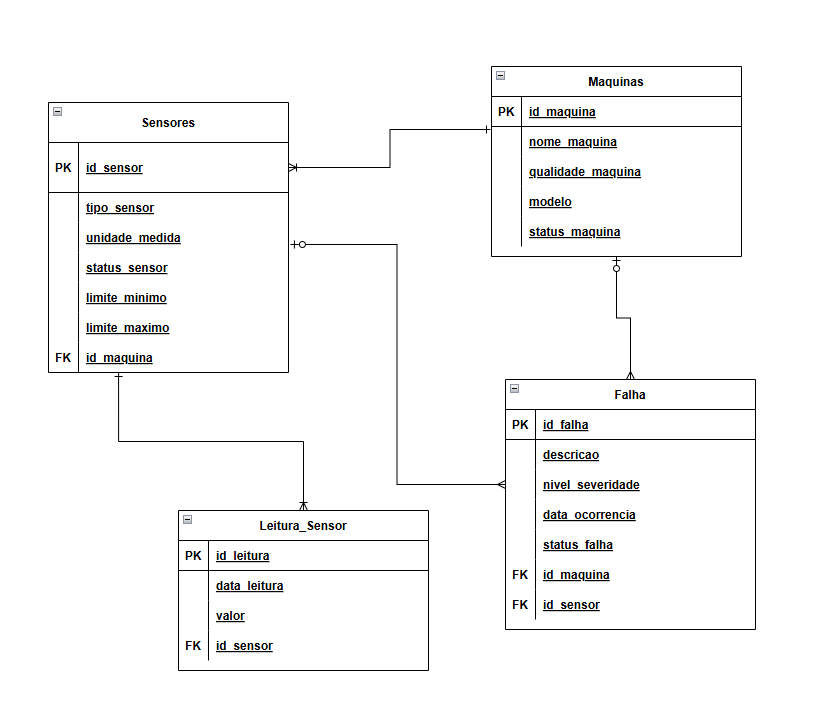 Sensores
PK id_sensor
tipo_sensor
unidade_medida
status_sensor
limite_minimo
limite_maximo
FK id_maquina
Maquinas
PK id_maquina
nome_maquina
qualidade_maquina
modelo
status_maquina
Leitura_Sensor
PK id_leitura
data_leitura
valor
FK id_sensor
Falha
PK id_falha
descricao
nivel_severidade
data_ocorrencia
status_falha
FK id_maquina
FK id_sensor